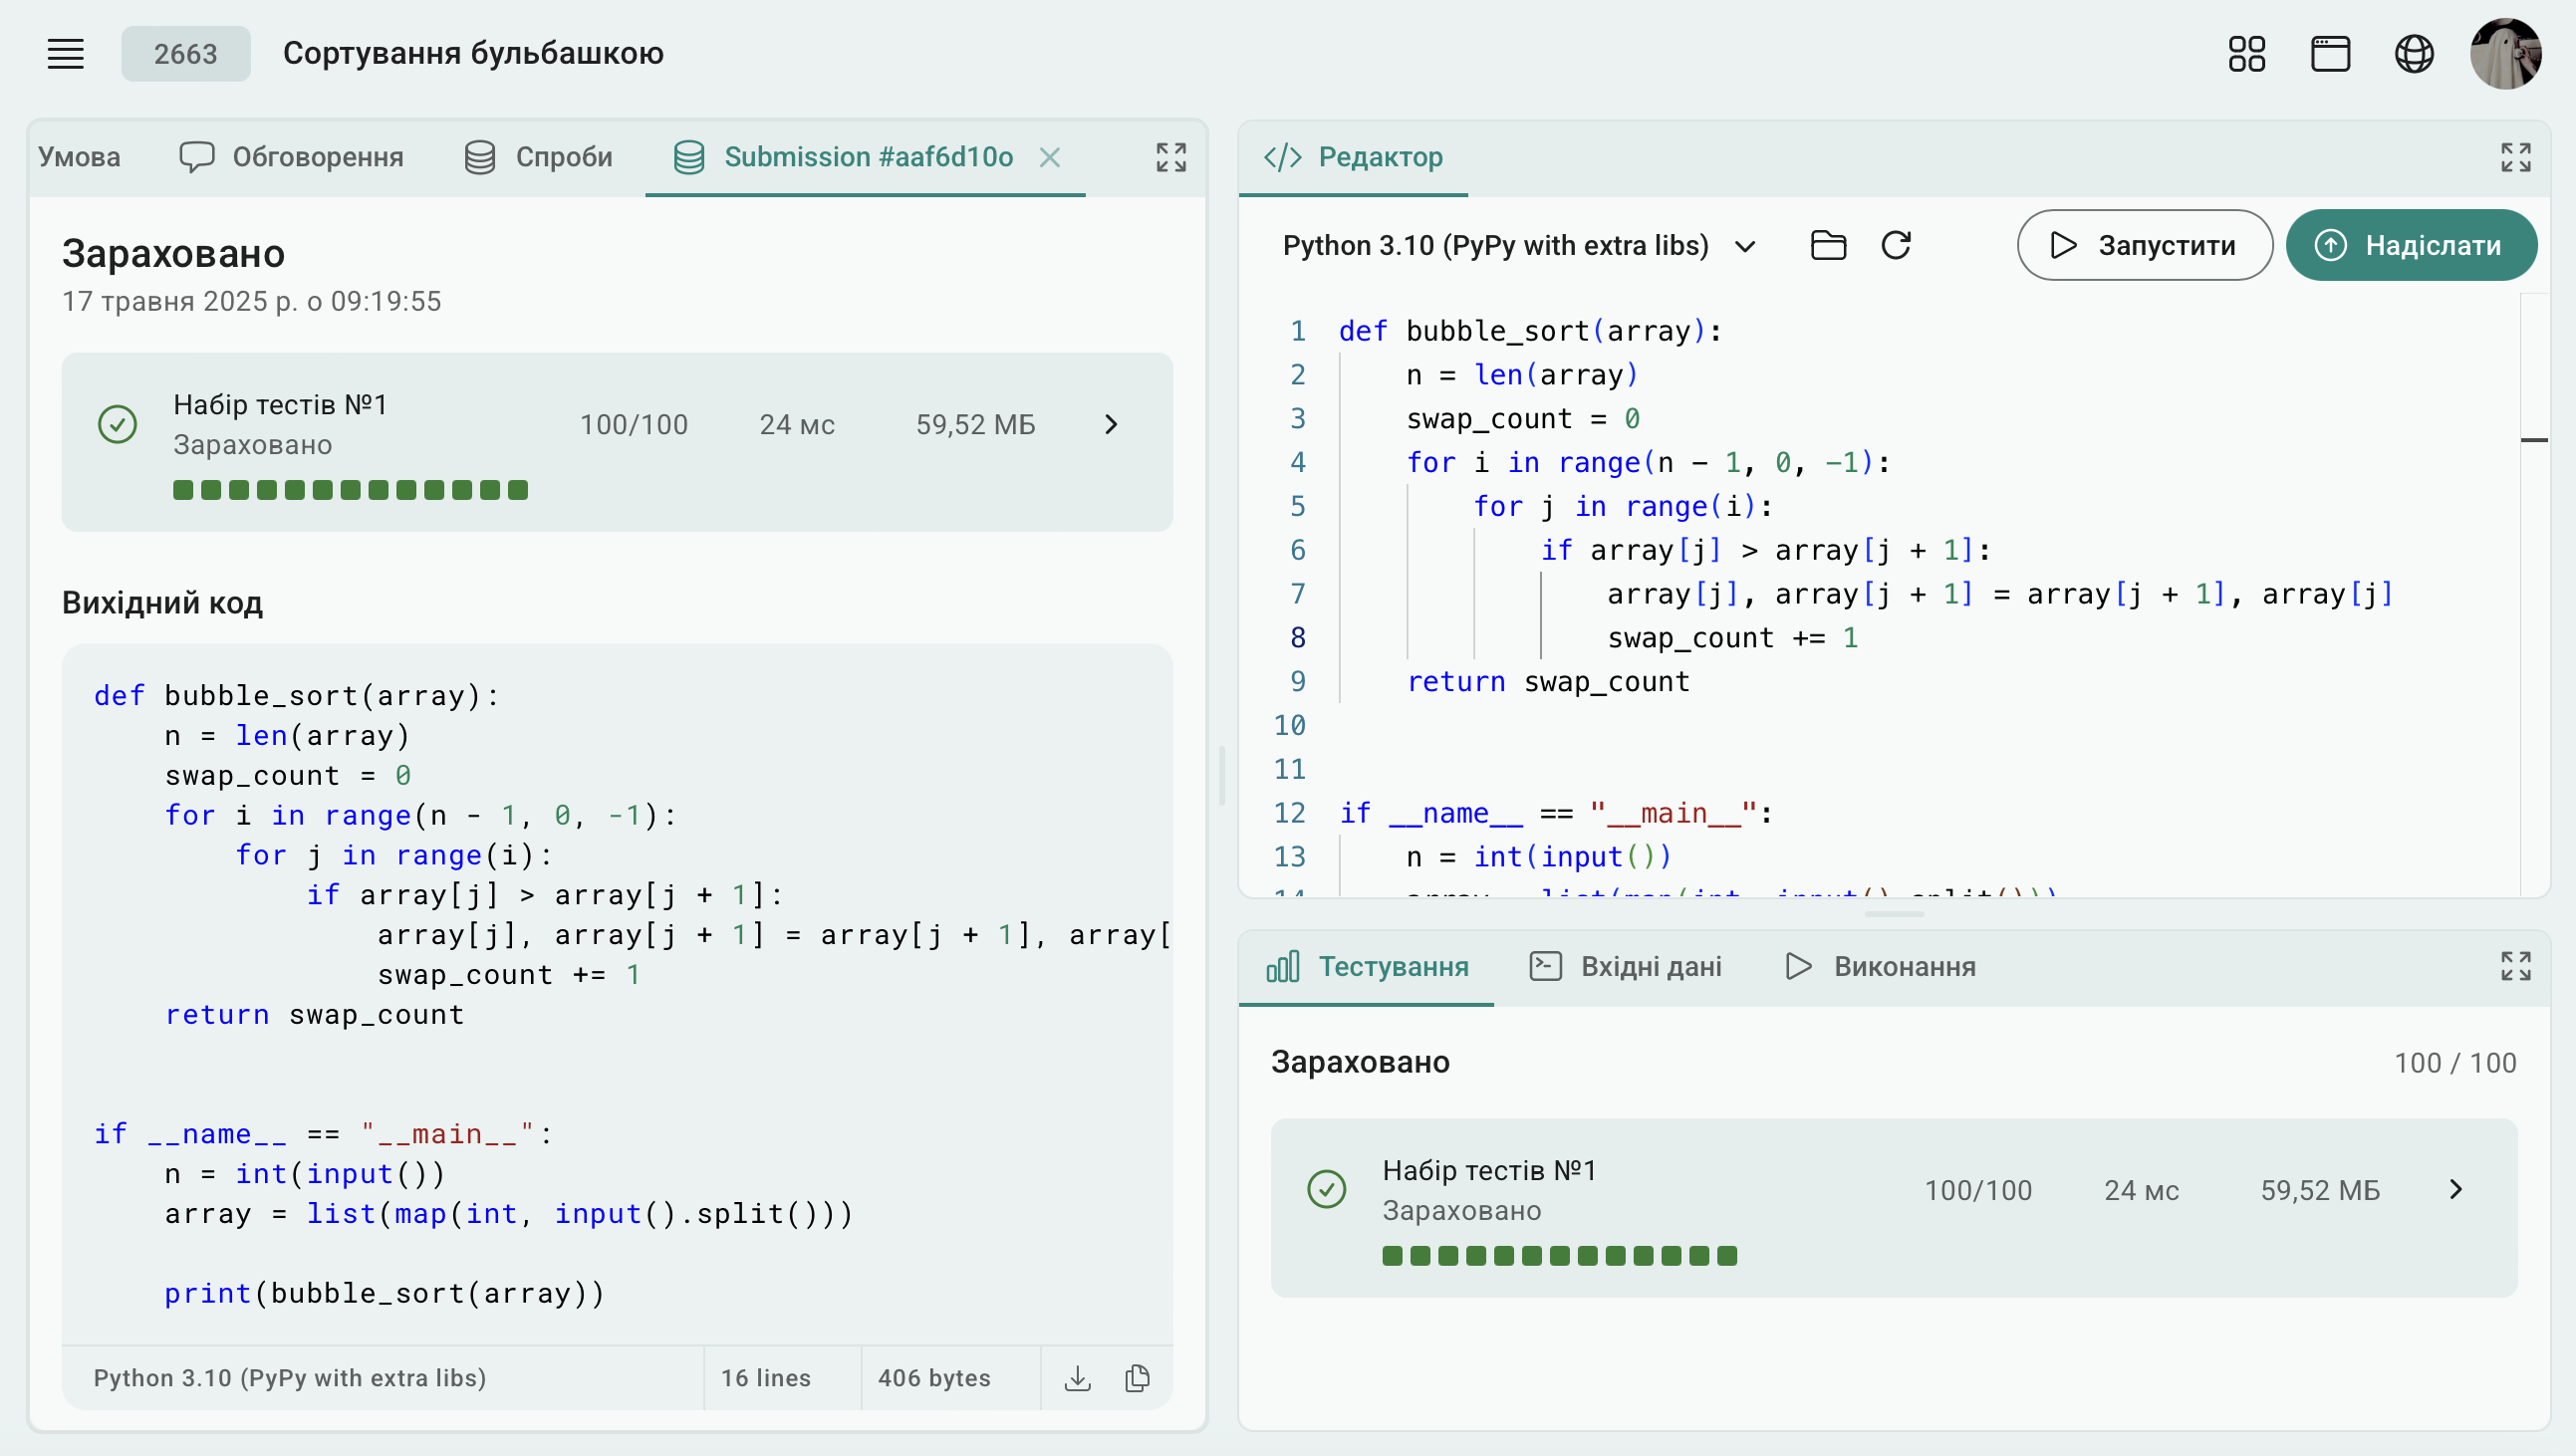 2663
Сортування бульбашкою
Умова
Обговорення
Спроби
Submission #aaf6d10o
Зараховано
17 травня 2025 р. о 09:19:55
Набір тестів №1
Зараховано
100/100
24 мс
59,52 МБ
Вихідний код
def bubble_sort(array):
    n = len(array)
    swap_count = 0
    for i in range(n - 1, 0, -1):
        for j in range(i):
            if array[j] > array[j + 1]:
                array[j], array[j + 1] = array[j + 1], array[
                swap_count += 1
    return swap_count
if __name__ == "__main__":
    n = int(input())
    array = list(map(int, input().split()))
    print(bubble_sort(array))
Python 3.10 (PyPy with extra libs)
16 lines
406 bytes
Редактор
Python 3.10 (PyPy with extra libs)
Запустити
Надіслати
1 def bubble_sort(array):
2     n = len(array)
3     swap_count = 0
4     for i in range(n - 1, 0, -1):
5         for j in range(i):
6             if array[j] > array[j + 1]:
7                 array[j], array[j + 1] = array[j + 1], array[j]
8                 swap_count += 1
9     return swap_count
10
11
12 if __name__ == "__main__":
13     n = int(input())
14     array = list(map(int, input().split()))
Тестування
Вхідні дані
Виконання
Зараховано
100 / 100
Набір тестів №1
Зараховано
100/100
24 мс
59,52 МБ